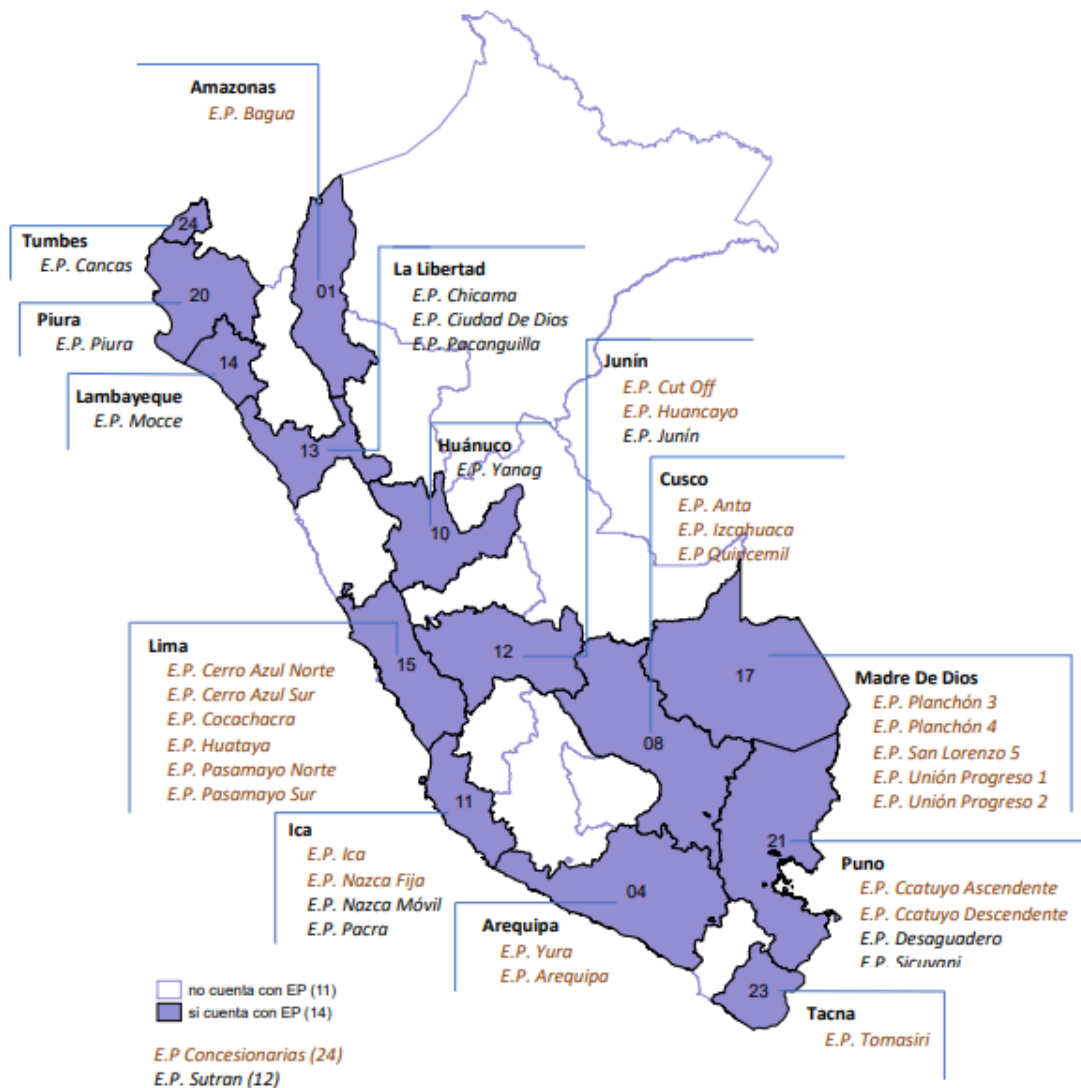 Amazonas
E.P. Bagua
24
Tumbes
E.P. Cancas
20
01
Piura
E.P. Piura
14
Lambayeque
E.P. Mocce
La Libertad
E.P. Chicama
E.P. Ciudad De Dios
E.P. Pacanguilla
13
Huánuco
E.P. Yanag
10
Junín
E.P. Cut Off
E.P. Huancayo
E.P. Junín
12
Cusco
E.P. Anta
E.P. Izcahuaca
E.P Quincemil
08
Lima
E.P. Cerro Azul Norte
E.P. Cerro Azul Sur
E.P. Cocachacra
E.P. Huataya
E.P. Pasamayo Norte
E.P. Pasamayo Sur
15
17
Madre De Dios
E.P. Planchón 3
E.P. Planchón 4
E.P. San Lorenzo 5
E.P. Unión Progreso 1
E.P. Unión Progreso 2
11
Ica
E.P. Ica
E.P. Nazca Fija
E.P. Nazca Móvil
E.P. Pacra
04
Arequipa
E.P. Yura
E.P. Arequipa
21
Puno
E.P. Ccatuyo Ascendente
E.P. Ccatuyo Descendente
E.P. Desaguadero
E.P. Sicuyani
23
Tacna
E.P. Tomasiri
no cuenta con EP (11)
si cuenta con EP (14)
E.P Concesionarias (24)
E.P. Sutran (12)